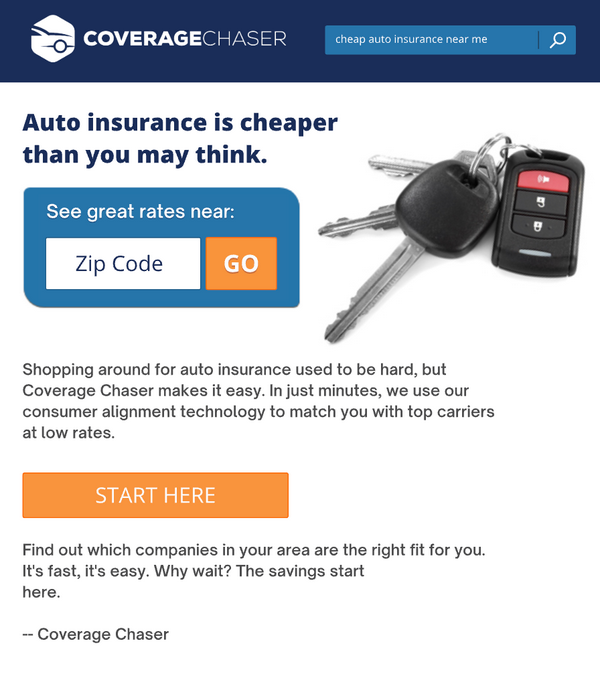 COVERAGECHASER
cheap auto insurance near me
Auto insurance is cheaper
than you may think.
See great rates near:
Zip Code
GO
Shopping around for auto insurance used to be hard, but
Coverage Chaser makes it easy. In just minutes, we use our
consumer alignment technology to match you with top carriers
at low rates.
START HERE
Find out which companies in your area are the right fit for you.
It's fast, it's easy. Why wait? The savings start
here.
-- Coverage Chaser